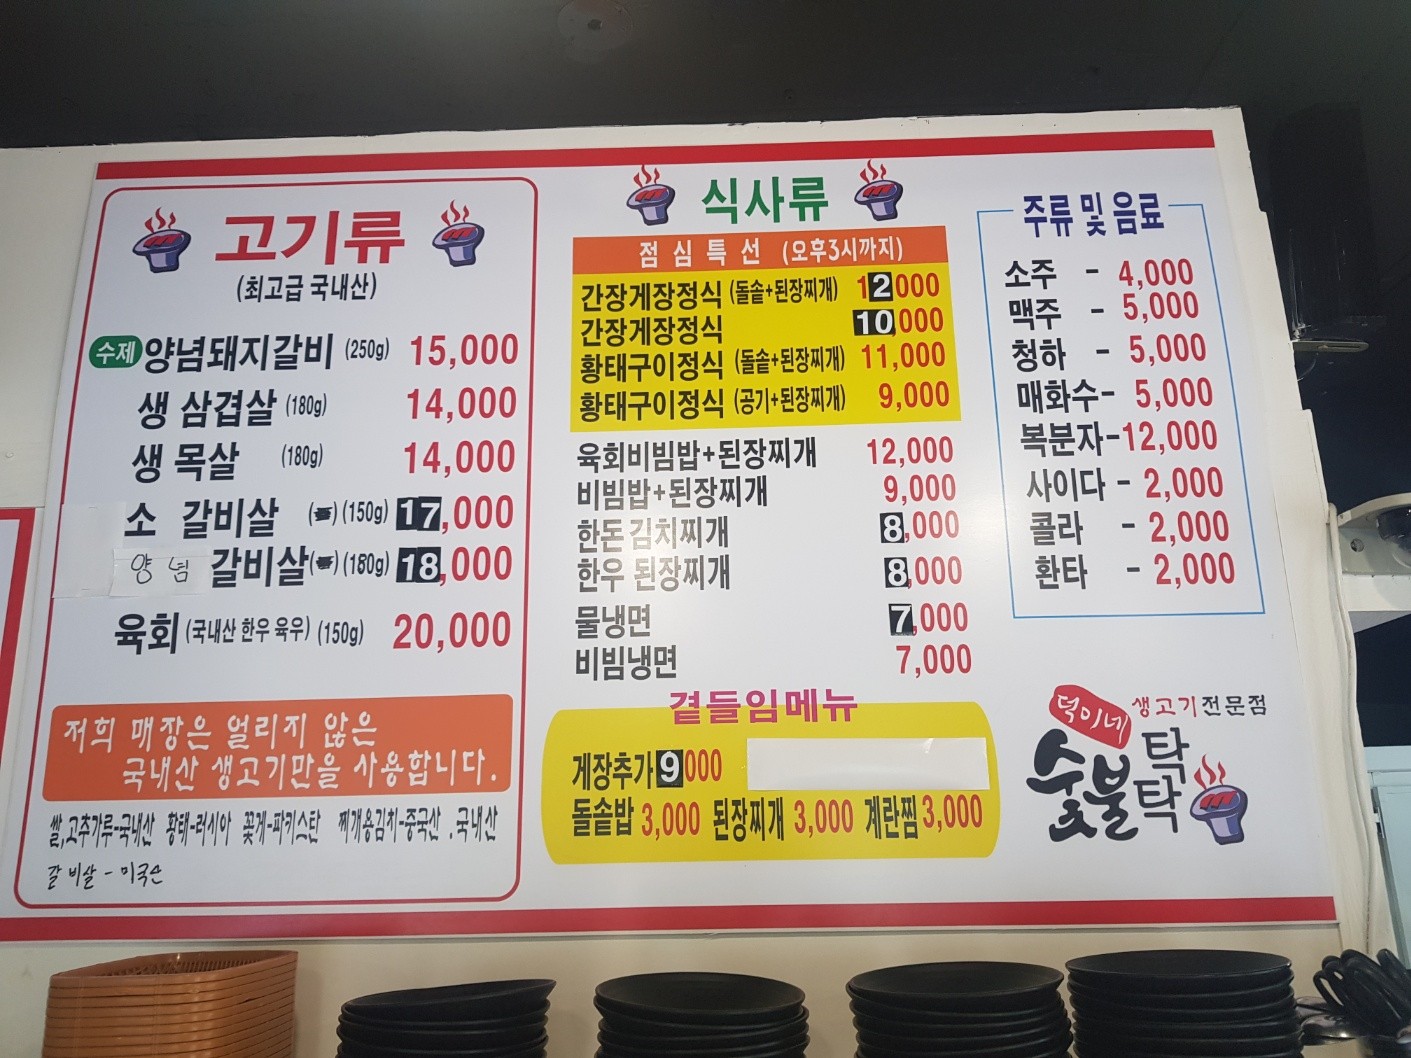 고기류
(최고급 국내산)
수제 양념돼지갈비 (250g) 15,000
생 삼겹살 (180g) 14,000
생 목살 (180g) 14,000
소 갈비살 (150g) 17,000
양념 갈비살 (180g) 18,000
육회 (국내산 한우 육우) (150g) 20,000
저희 매장은 얼리지 않은
국내산 생고기만을 사용합니다.
쌀,고추가루-국내산 황태-러시아 꽃게-파키스탄 찌개용김치-중국산 . 국내산
갈비살 - 미국산
식사류
점심특선 (오후3시까지)
간장게장정식 (돌솥+된장찌개) 12000
간장게장정식 10,000
황태구이정식 (돌솥+된장찌개) 11,000
황태구이정식 (공기+된장찌개) 9,000
육회비빔밥+된장찌개 12,000
비빔밥+된장찌개 9,000
한돈김치찌개 8,000
한우 된장찌개 8,000
물냉면 7,000
비빔냉면 7,000
곁들임메뉴
게장추가 9000
돌솥밥 3,000 된장찌개 3,000 계란찜 3,000
주류 및 음료
소주 - 4,000
맥주 - 5,000
청하 - 5,000
매화수- 5,000
복분자-12,000
사이다 - 2,000
콜라 - 2,000
환타 - 2,000
덕이네 생고기전문점
숯불탁탁